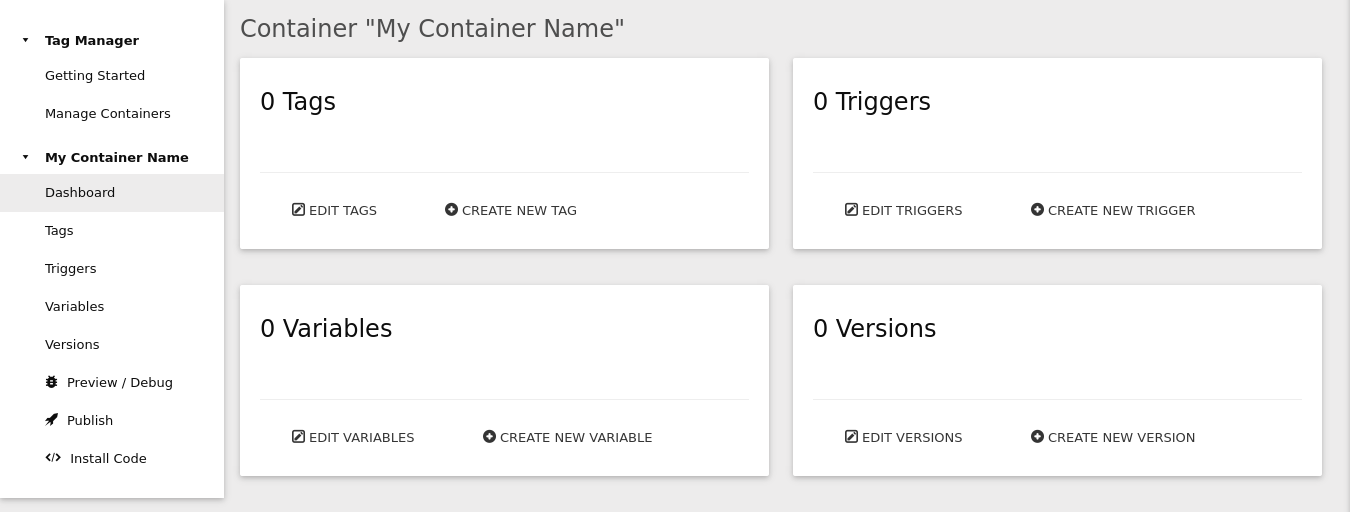 Tag Manager
Getting Started
Manage Containers
My Container Name
Dashboard
Tags
Triggers
Variables
Versions
Preview / Debug
Publish
Install Code
Container "My Container Name"
0 Tags
EDIT TAGS
CREATE NEW TAG
0 Triggers
EDIT TRIGGERS
CREATE NEW TRIGGER
0 Variables
EDIT VARIABLES
CREATE NEW VARIABLE
0 Versions
EDIT VERSIONS
CREATE NEW VERSION